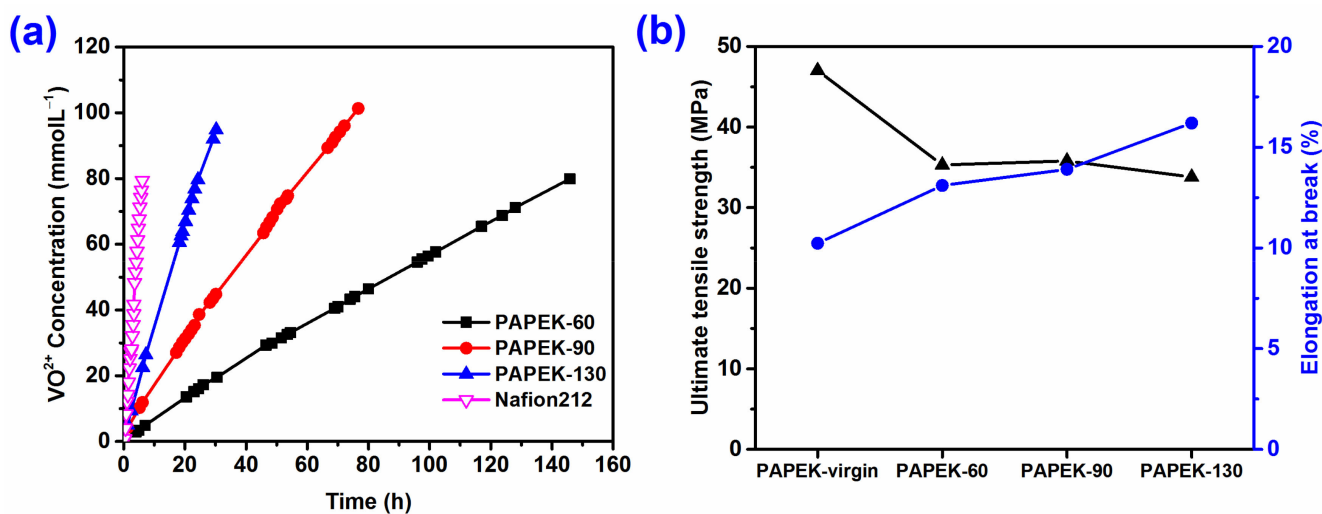 (a)
VO²⁺ Concentration (mmolL⁻¹)
120
100
80
60
40
20
0
PAPEK-60
PAPEK-90
PAPEK-130
Nafion212
0 20 40 60 80 100 120 140 160
Time (h)
(b)
Ultimate tensile strength (MPa)
50
40
30
20
10
0
PAPEK-virgin PAPEK-60 PAPEK-90 PAPEK-130
20
15
10
5
0
Elongation at break (%)